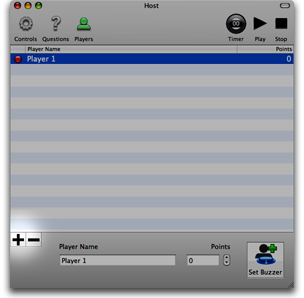 Host
Controls Questions Players Timer Play Stop
Player Name Points
Player 1 0
Player Name Points
Player 1 0
Set Buzzer